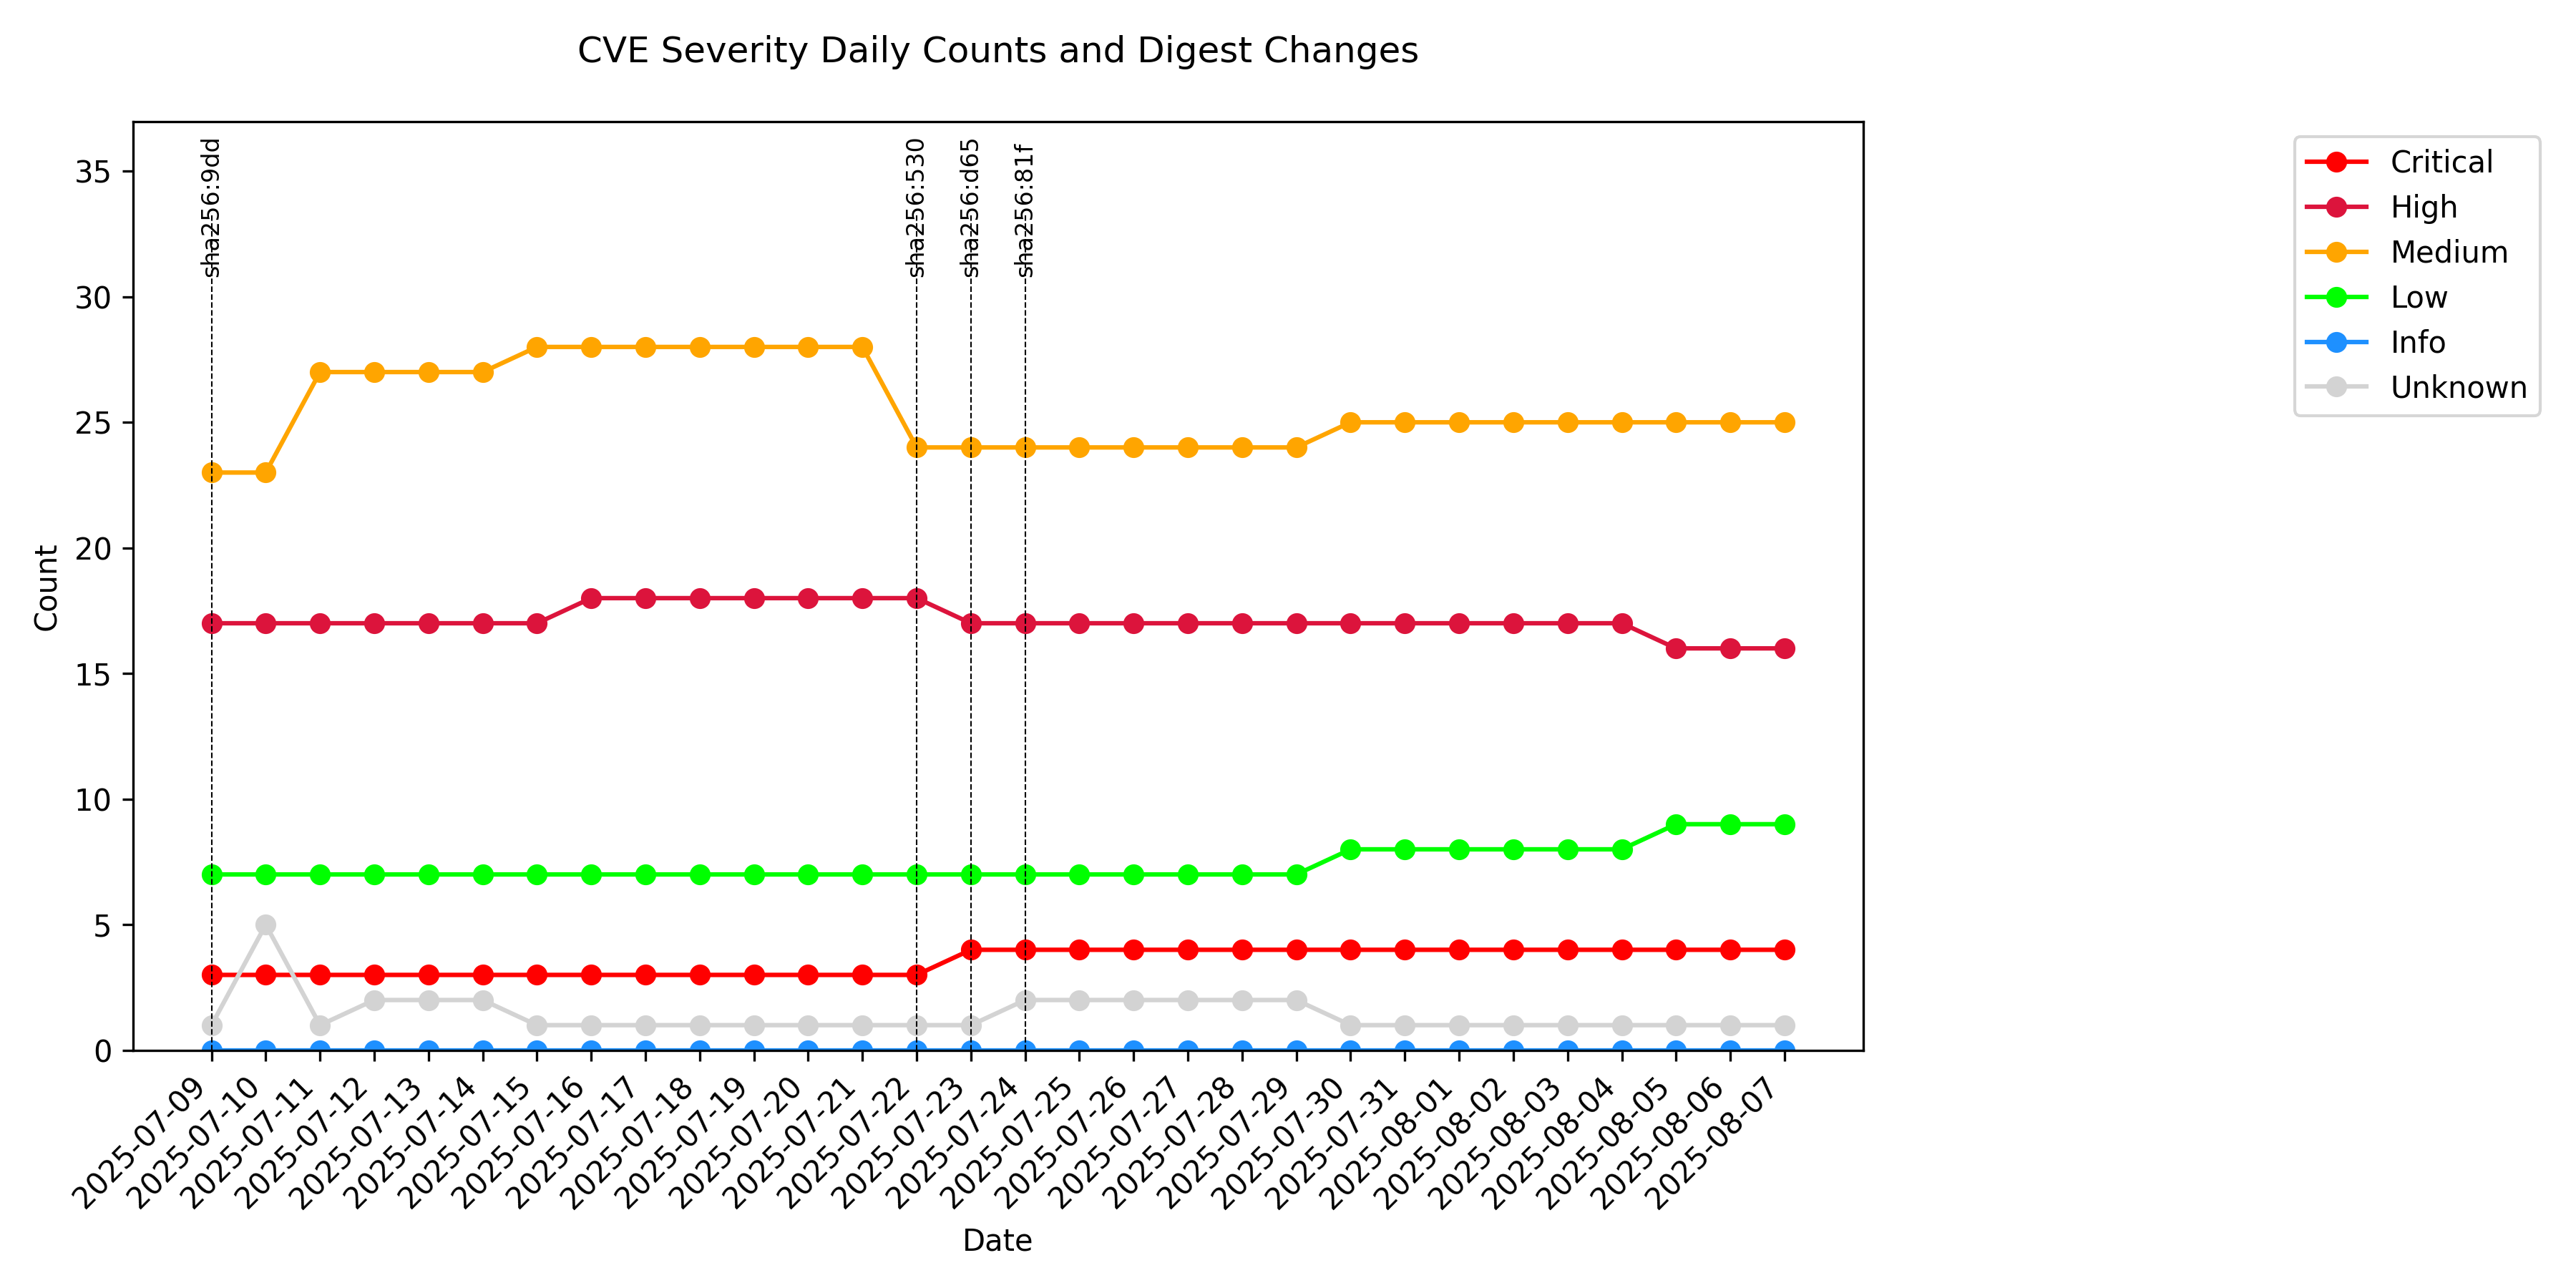 CVE Severity Daily Counts and Digest Changes
sha256:9dd
sha256:530
sha256:d65
sha256:81f
Critical
High
Medium
Low
Info
Unknown
Count
35
30
25
20
15
10
5
0
2025-07-09
2025-07-10
2025-07-11
2025-07-12
2025-07-13
2025-07-14
2025-07-15
2025-07-16
2025-07-17
2025-07-18
2025-07-19
2025-07-20
2025-07-21
2025-07-22
2025-07-23
2025-07-24
2025-07-25
2025-07-26
2025-07-27
2025-07-28
2025-07-29
2025-07-30
2025-07-31
2025-08-01
2025-08-02
2025-08-03
2025-08-04
2025-08-05
2025-08-06
2025-08-07
Date